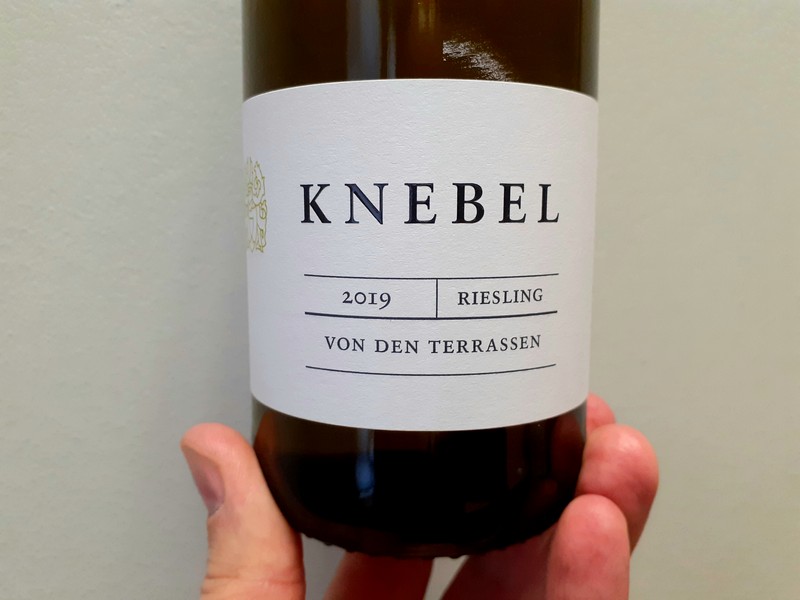 KNEBEL
2019 RIESLING
VON DEN TERRASSEN